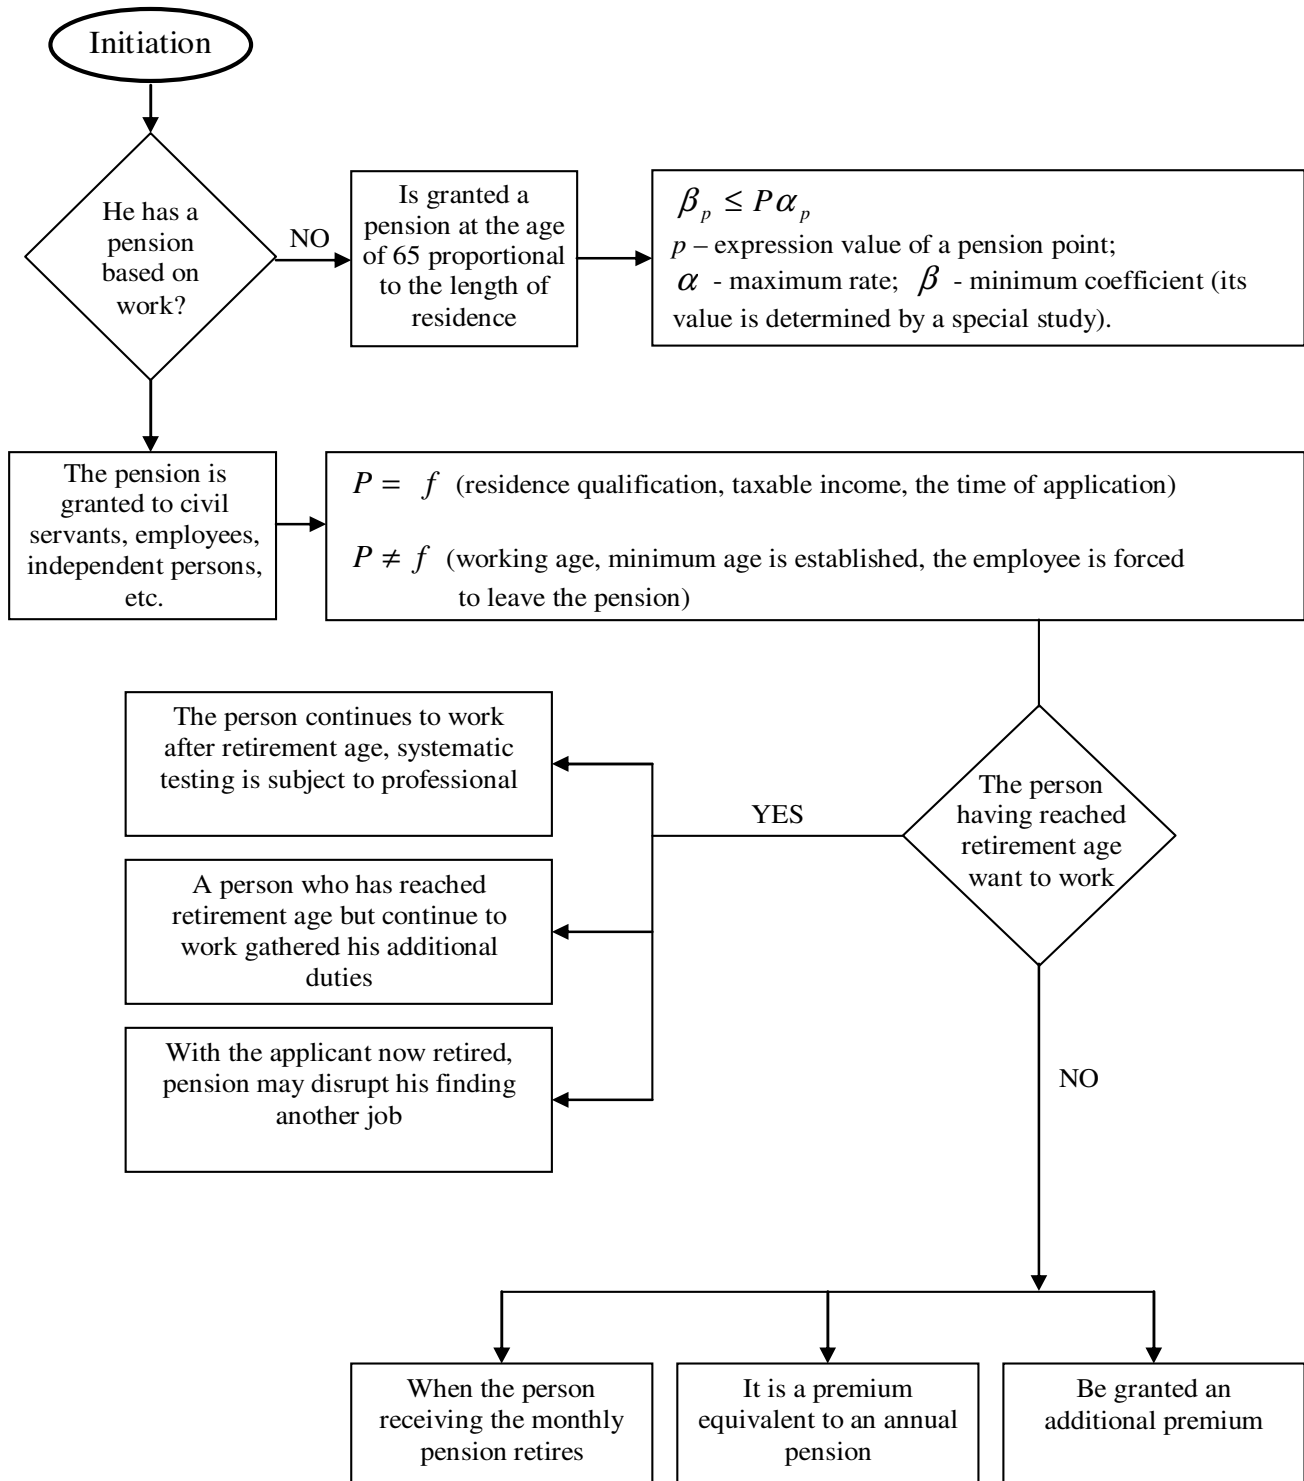 Initiation
He has a
pension
based on
work?
NO
Is granted a
pension at the age
of 65 proportional
to the length of
residence
β_p ≤ Pα_p
p – expression value of a pension point;
α - maximum rate; β - minimum coefficient (its
value is determined by a special study).
The pension is
granted to civil
servants, employees,
independent persons,
etc.
P = f (residence qualification, taxable income, the time of application)
P ≠ f (working age, minimum age is established, the employee is forced
to leave the pension)
The person
having reached
retirement age
want to work
YES
The person continues to work
after retirement age, systematic
testing is subject to professional
A person who has reached
retirement age but continue to
work gathered his additional
duties
With the applicant now retired,
pension may disrupt his finding
another job
NO
When the person
receiving the monthly
pension retires
It is a premium
equivalent to an annual
pension
Be granted an
additional premium